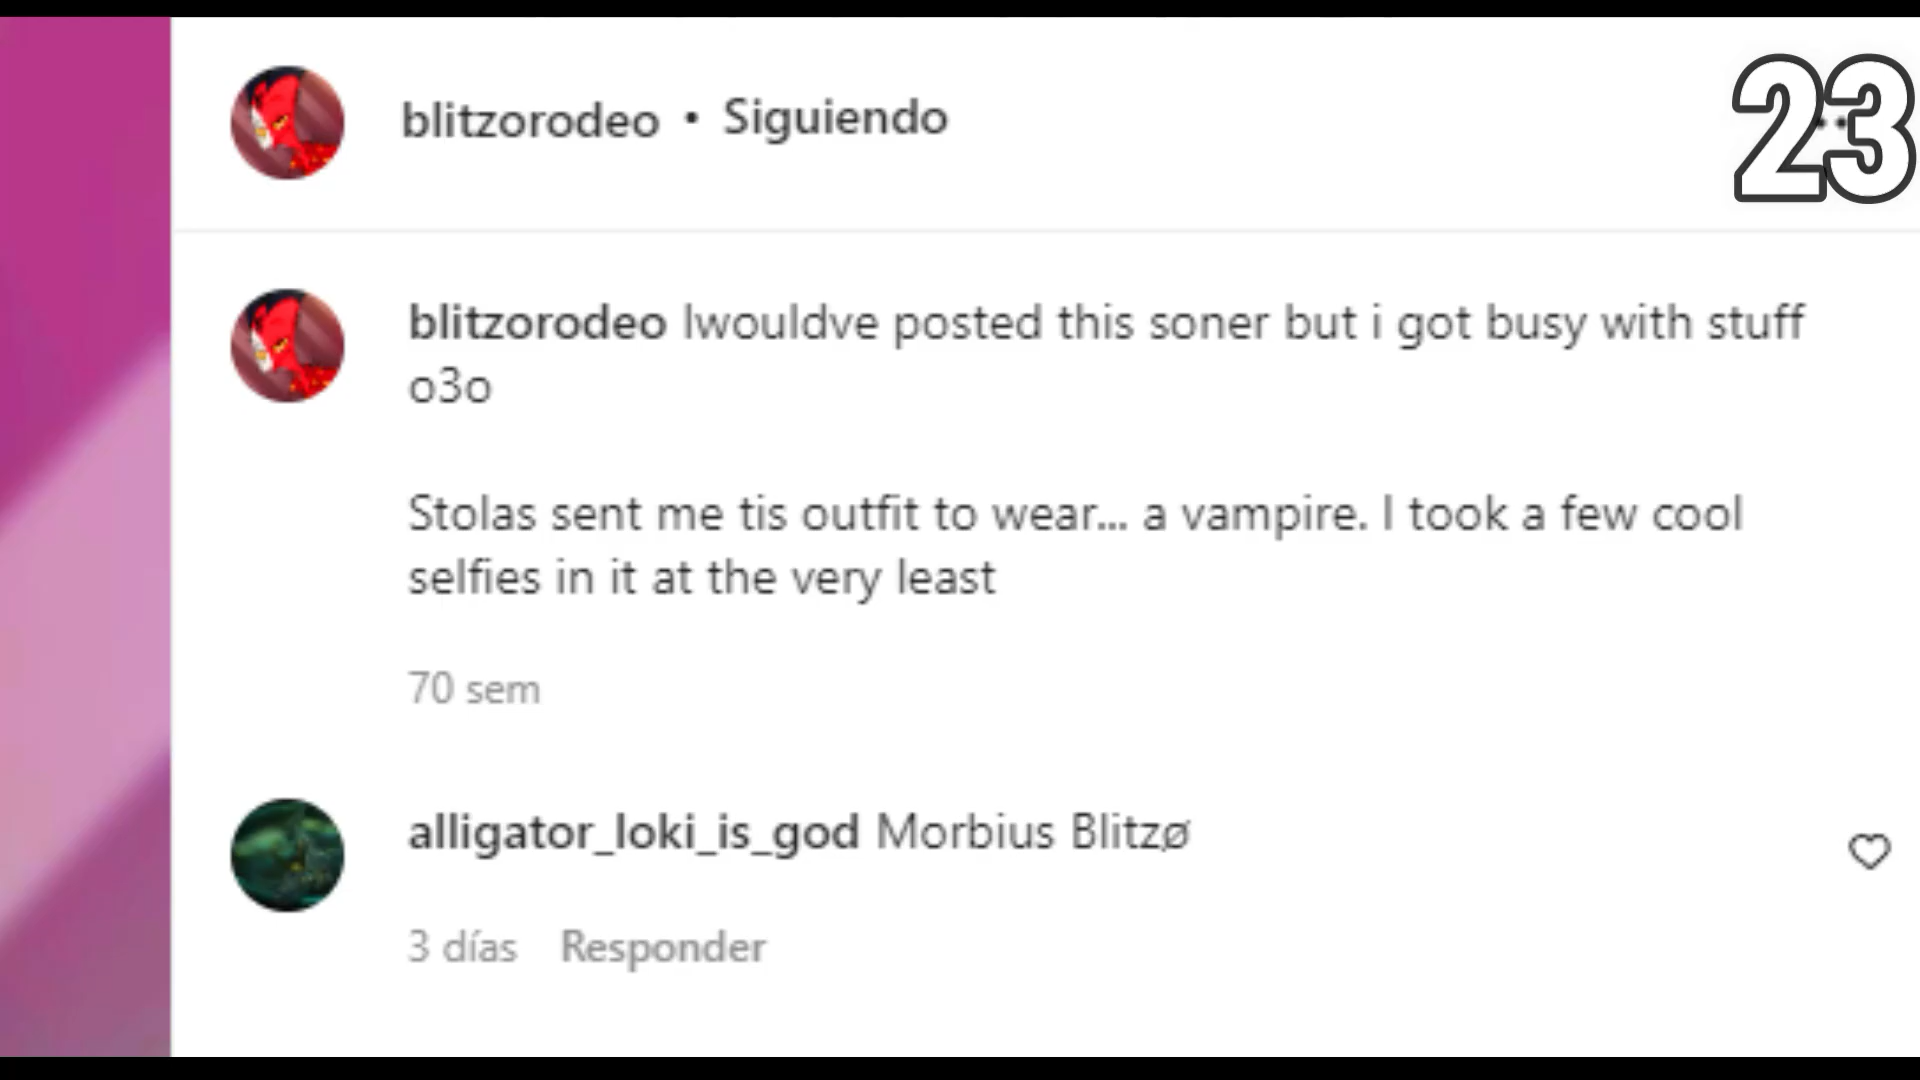 23
blitzorodeo • Siguiendo
blitzorodeo Iwouldve posted this soner but i got busy with stuff
o3o
Stolas sent me tis outfit to wear... a vampire. I took a few cool
selfies in it at the very least
70 sem
alligator_loki_is_god Morbius Blitzø
3 días Responder